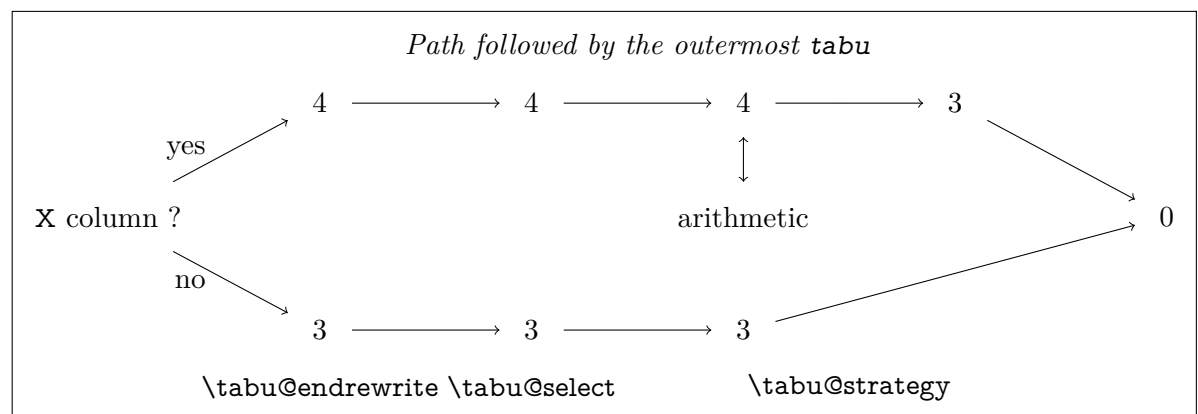 Path followed by the outermost tabu
4 4 4 3
yes
X column ? arithmetic 0
no
3 3 3
\tabu@endrewrite \tabu@select \tabu@strategy